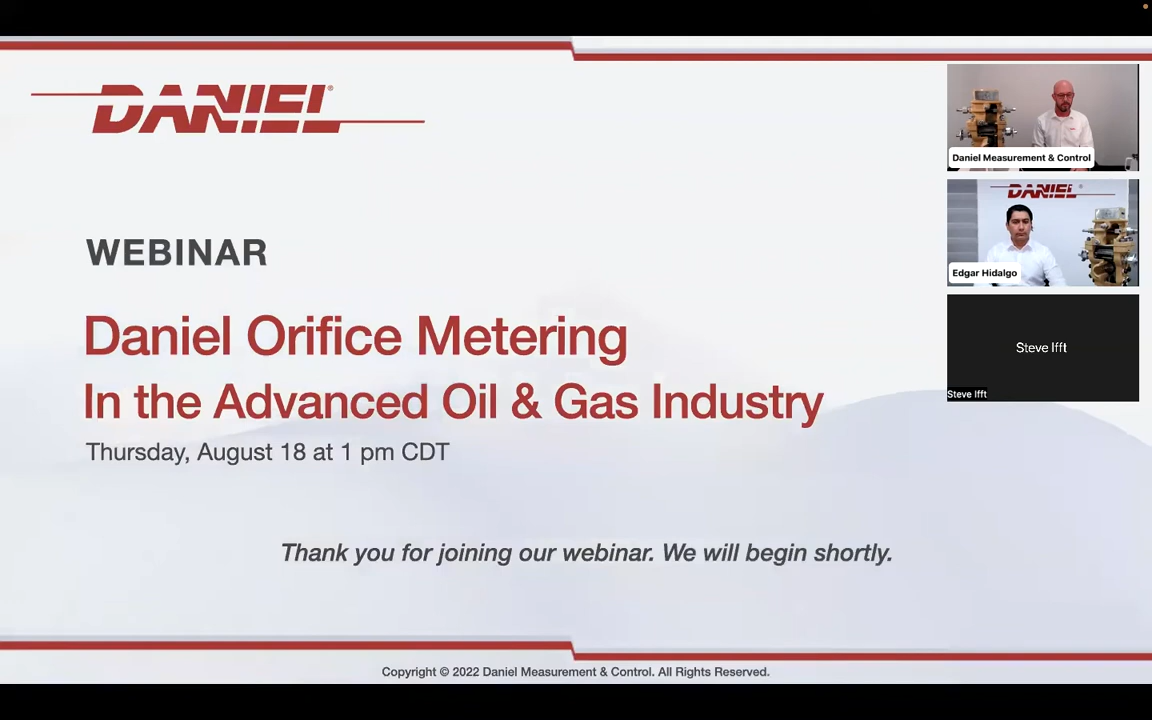 DANIEL®
WEBINAR
Daniel Orifice Metering
In the Advanced Oil & Gas Industry
Thursday, August 18 at 1 pm CDT
Thank you for joining our webinar. We will begin shortly.
Copyright © 2022 Daniel Measurement & Control. All Rights Reserved.
Daniel Measurement & Control
DANIEL®
Edgar Hidalgo
Steve Ifft
Steve Ifft